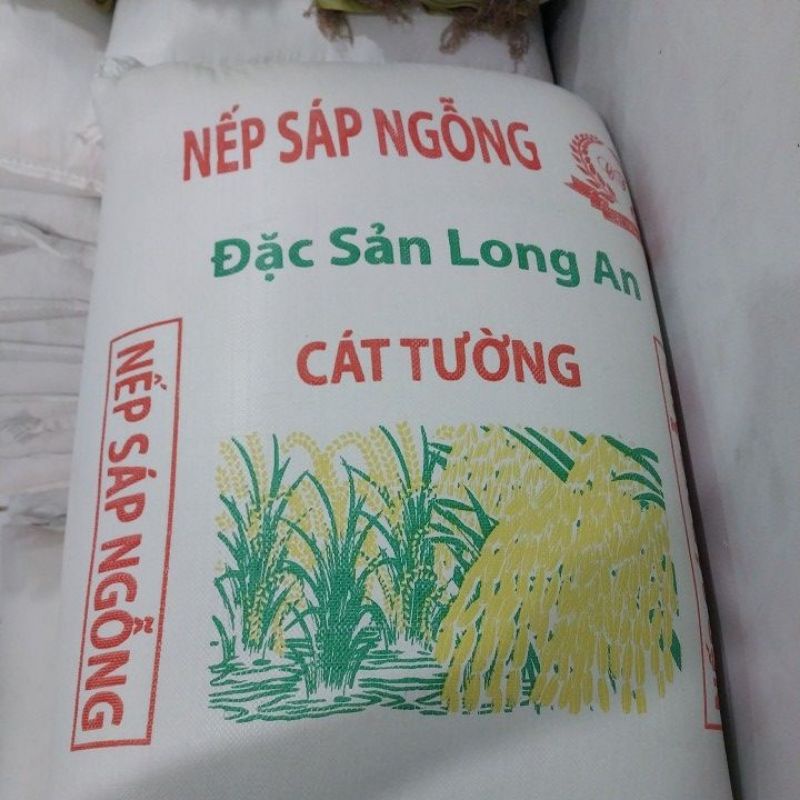 NẾP SÁP NGỖNG
Đặc Sản Long An
CÁT TƯỜNG
NẾP SÁP NGỖNG